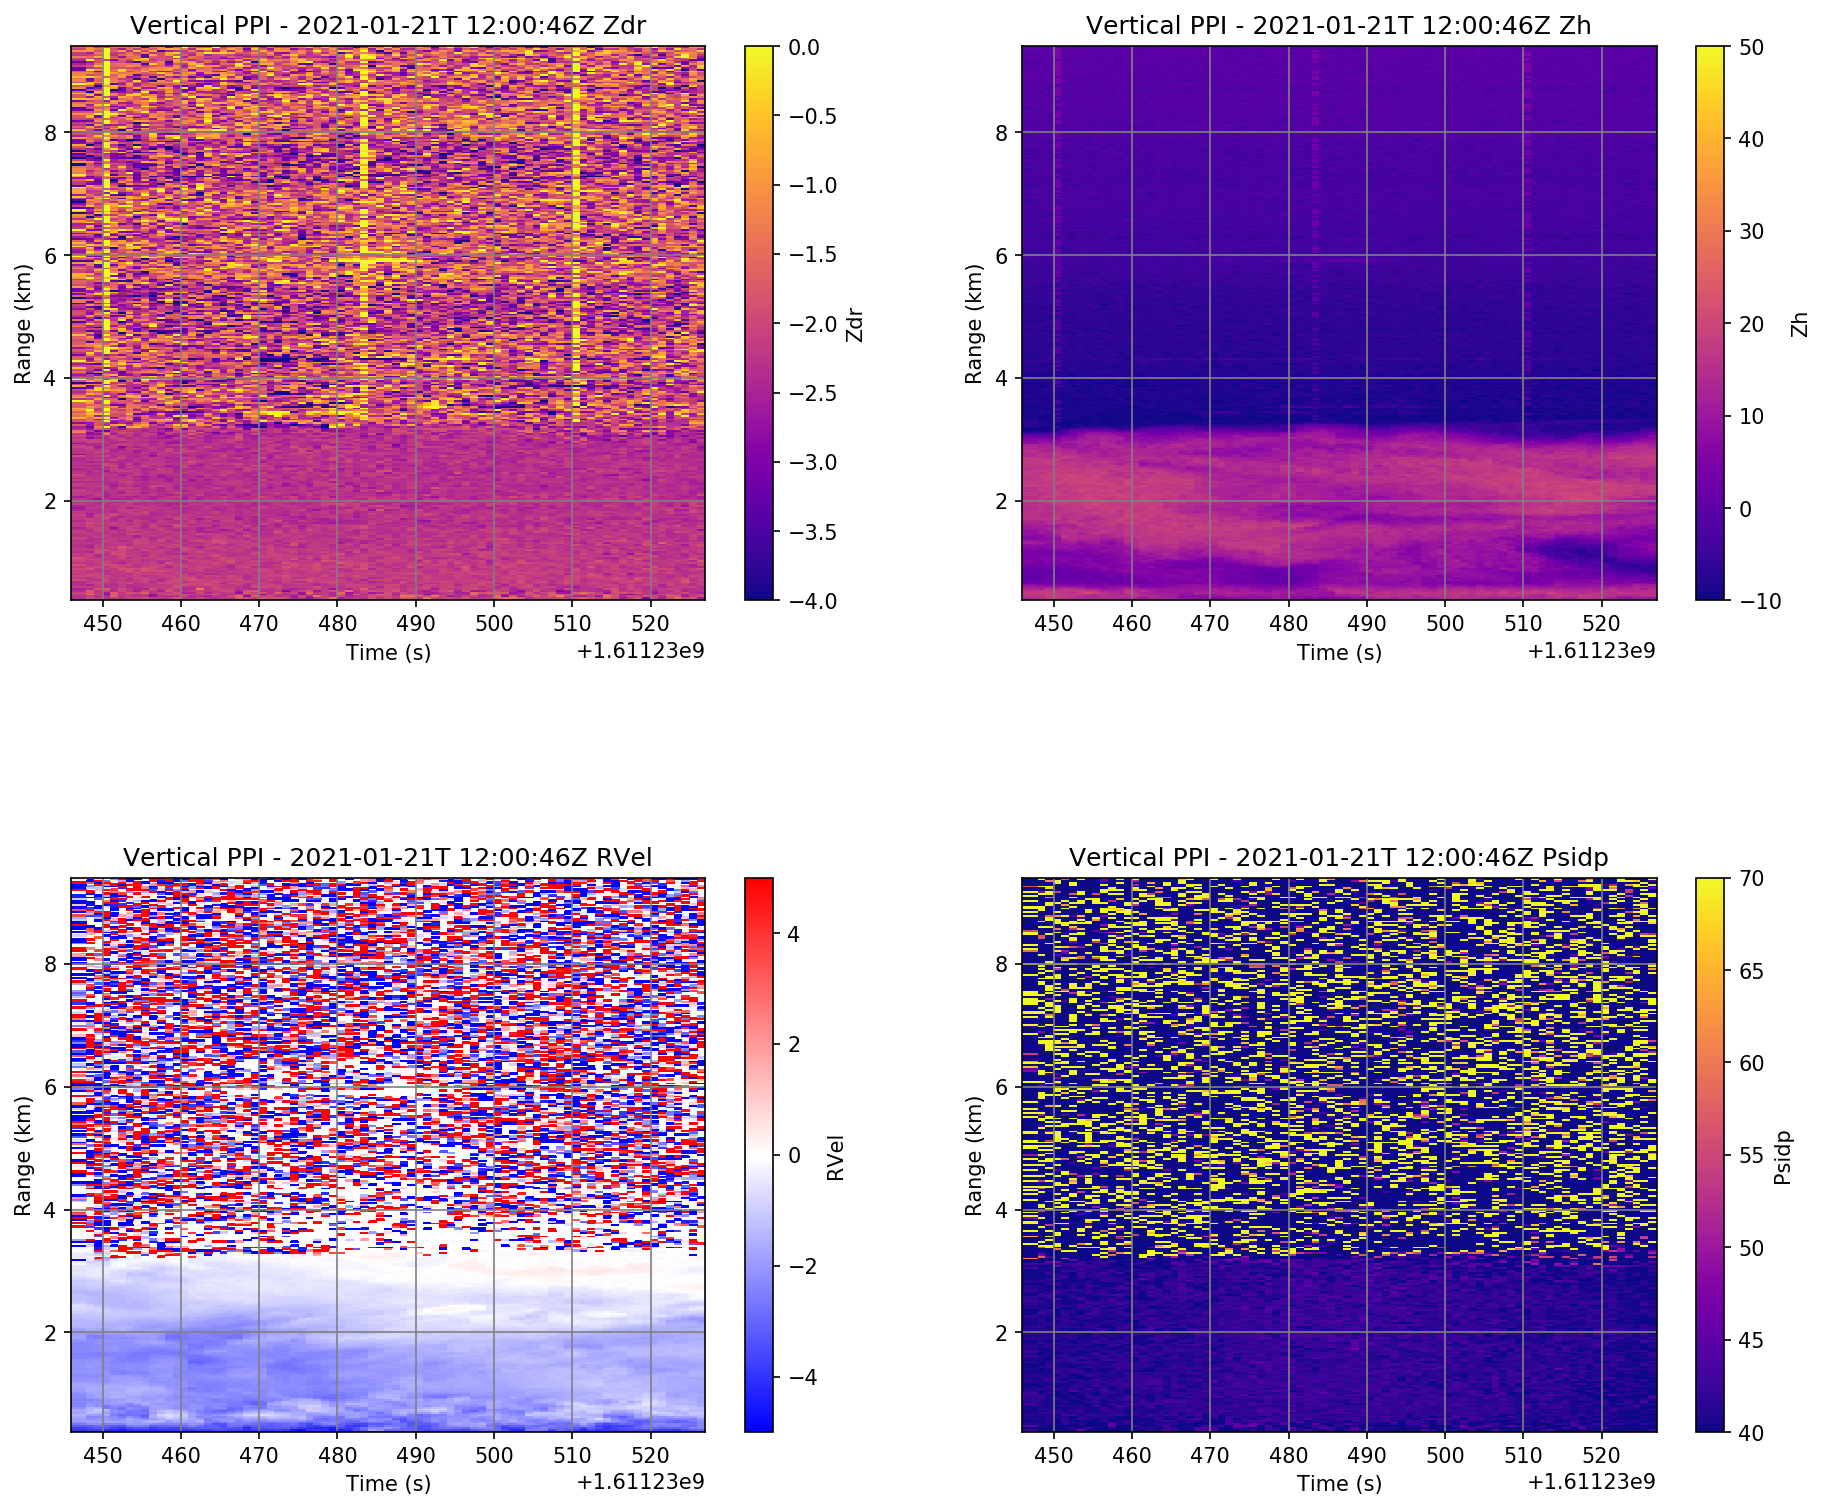 Vertical PPI - 2021-01-21T 12:00:46Z Zdr
Range (km)
8
6
4
2
450 460 470 480 490 500 510 520
Time (s)
+1.61123e9
0.0
−0.5
−1.0
−1.5
−2.0
−2.5
−3.0
−3.5
−4.0
Zdr
Vertical PPI - 2021-01-21T 12:00:46Z Zh
Range (km)
8
6
4
2
450 460 470 480 490 500 510 520
Time (s)
+1.61123e9
50
40
30
20
10
0
−10
Zh
Vertical PPI - 2021-01-21T 12:00:46Z RVel
Range (km)
8
6
4
2
450 460 470 480 490 500 510 520
Time (s)
+1.61123e9
4
2
0
−2
−4
RVel
Vertical PPI - 2021-01-21T 12:00:46Z Psidp
Range (km)
8
6
4
2
450 460 470 480 490 500 510 520
Time (s)
+1.61123e9
70
65
60
55
50
45
40
Psidp